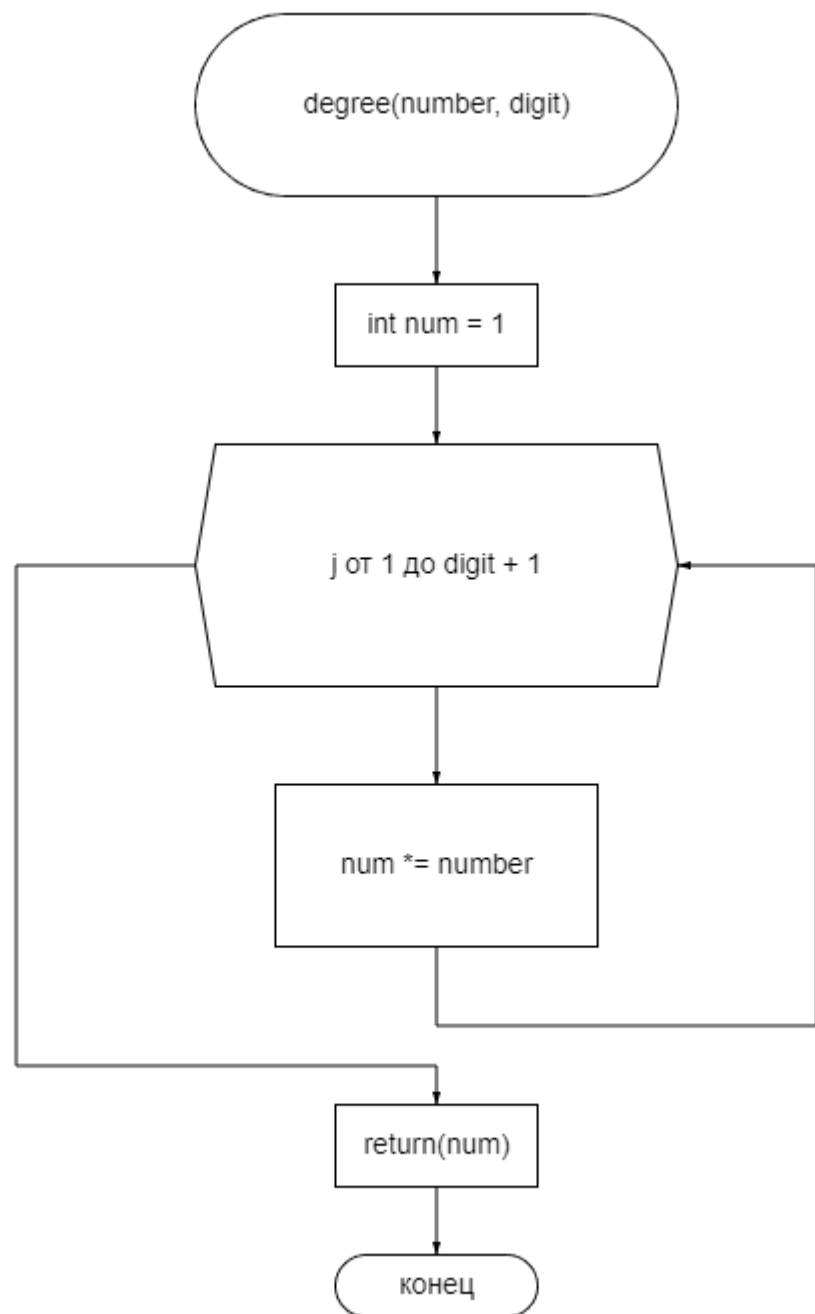 degree(number, digit)
int num = 1
j от 1 до digit + 1
num *= number
return(num)
конец